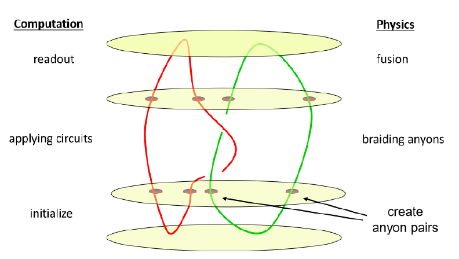 Computation
Physics
readout
fusion
applying circuits
braiding anyons
initialize
create
anyon pairs